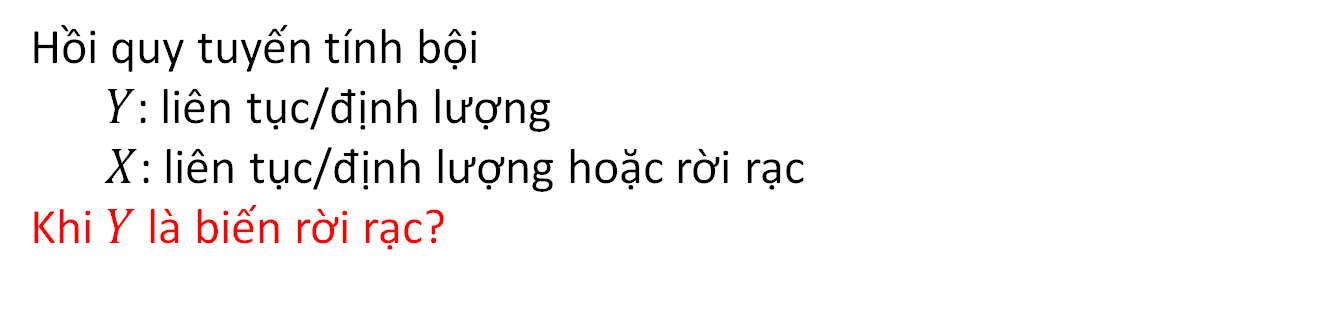 Hồi quy tuyến tính bội
Y: liên tục/định lượng
X: liên tục/định lượng hoặc rời rạc
Khi Y là biến rời rạc?